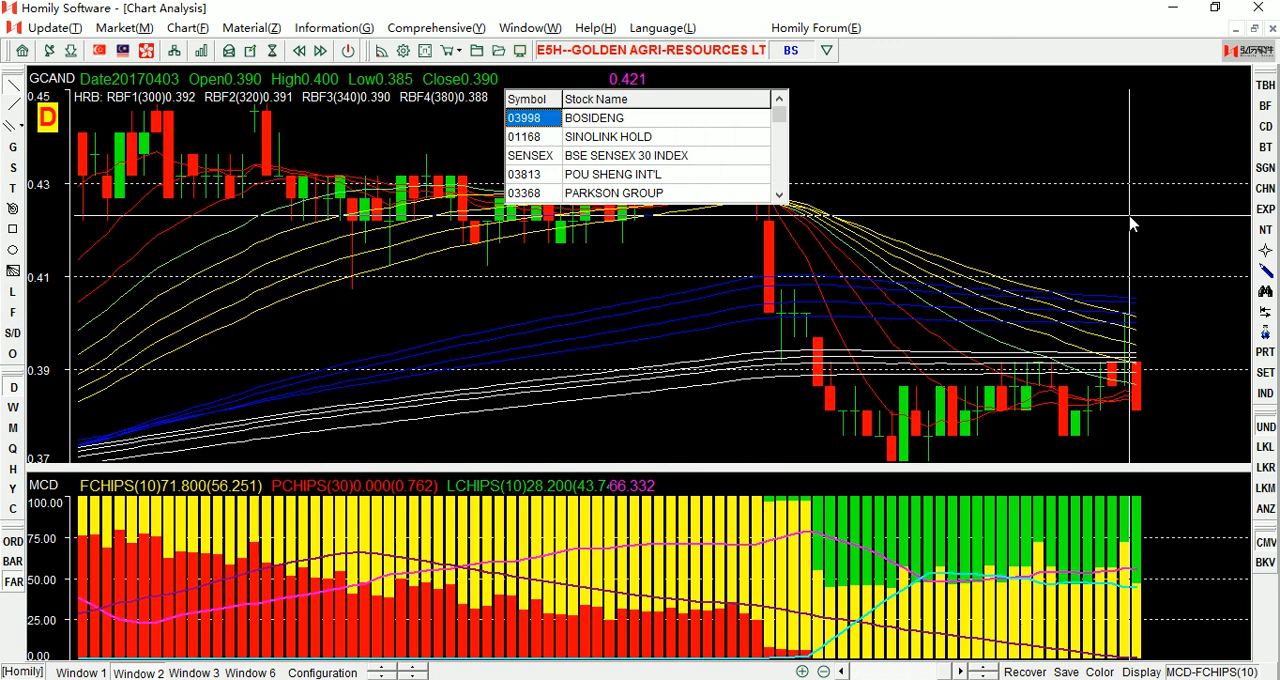 Homily Software - [Chart Analysis]
Update(T) Market(M) Chart(F) Material(Z) Information(G) Comprehensive(Y) Window(W) Help(H) Language(L) Homily Forum(E)
E5H--GOLDEN AGRI-RESOURCES LT BS
GCAND Date20170403 Open0.390 High0.400 Low0.385 Close0.390 0.421
HRB: RBF1(300)0.392 RBF2(320)0.391 RBF3(340)0.390 RBF4(380)0.388
D
Symbol Stock Name
03998 BOSIDENG
01168 SINOLINK HOLD
SENSEX BSE SENSEX 30 INDEX
03813 POU SHENG INT'L
03368 PARKSON GROUP
0.45
0.43
0.41
0.39
0.37
MCD FCHIPS(10)71.800(56.251) PCHIPS(30)0.000(0.762) LCHIPS(10)28.200(43.7 66.332
100.00
75.00
50.00
25.00
0.00
G
S
T
L
F
S/D
O
D
W
M
Q
H
Y
C
ORD
BAR
FAR
TBH
BF
CD
BT
SGN
CHN
EXP
NT
PRT
SET
IND
UND
LKL
LKR
LKM
ANZ
CMV
BKV
[Homily] Window 1 Window 2 Window 3 Window 6 Configuration Recover Save Color Display MCD-FCHIPS(10)